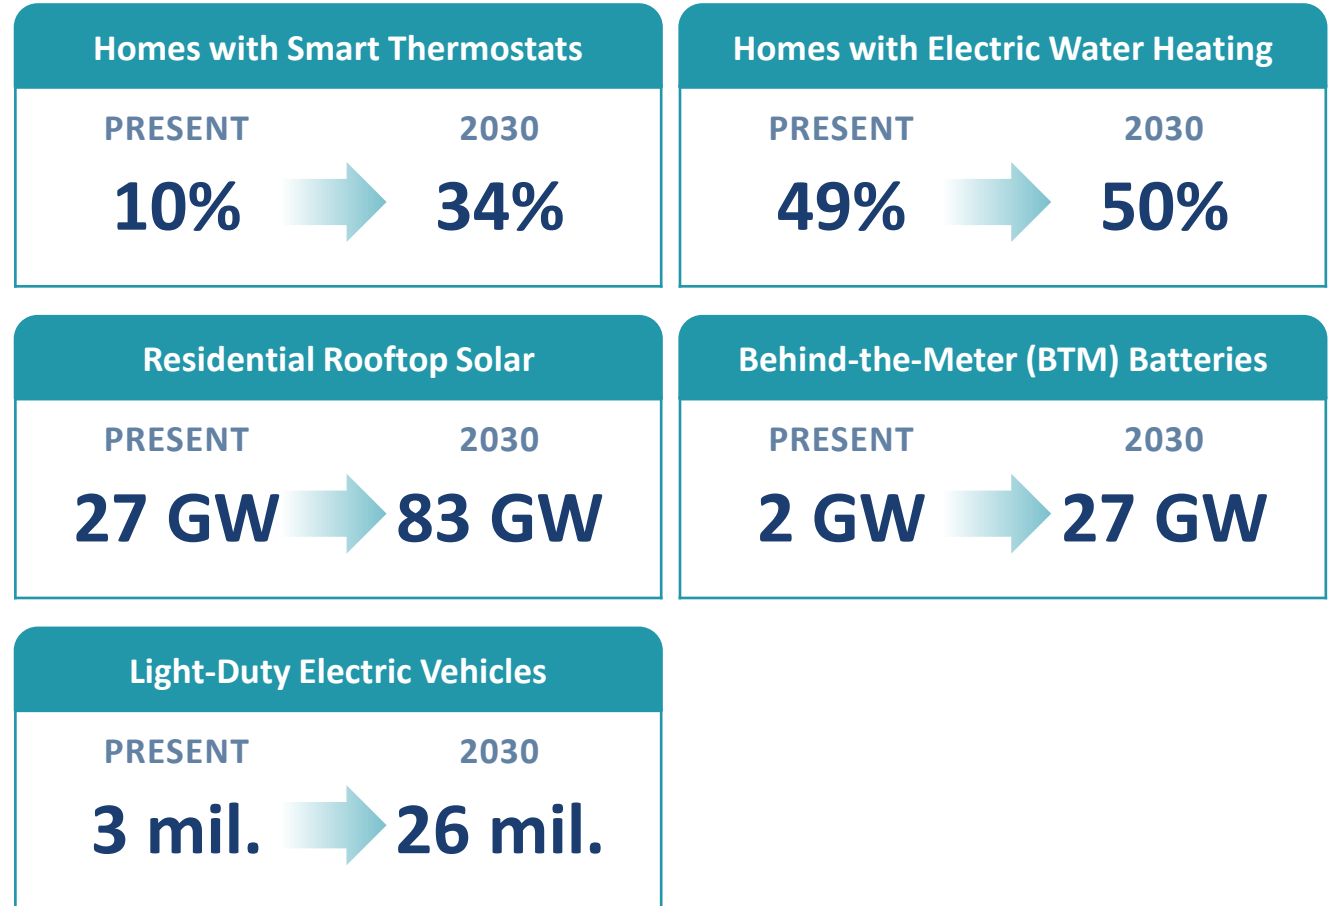 Homes with Smart Thermostats
PRESENT 2030
10% 34%
Homes with Electric Water Heating
PRESENT 2030
49% 50%
Residential Rooftop Solar
PRESENT 2030
27 GW 83 GW
Behind-the-Meter (BTM) Batteries
PRESENT 2030
2 GW 27 GW
Light-Duty Electric Vehicles
PRESENT 2030
3 mil. 26 mil.